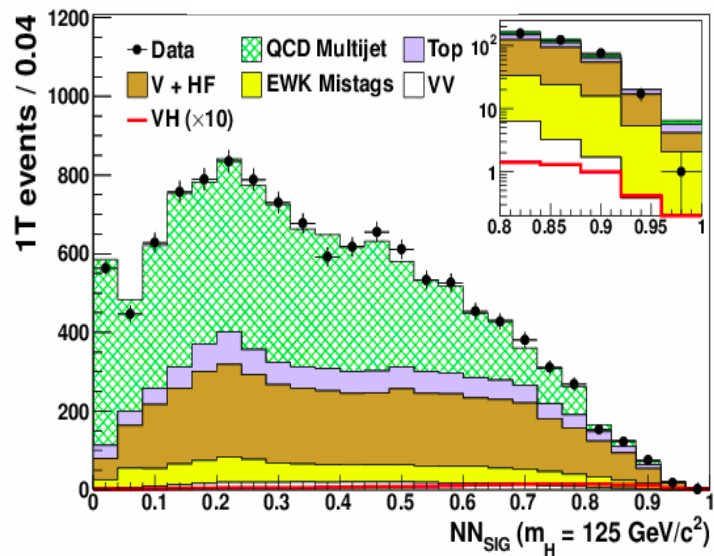 1T events / 0.04
1200
1000
800
600
400
200
0
Data
QCD Multijet
Top
V + HF
EWK Mistags
VV
VH (×10)
10²
10
1
0.8 0.85 0.9 0.95 1
0 0.1 0.2 0.3 0.4 0.5 0.6 0.7 0.8 0.9 1
NN_SIG (m_H = 125 GeV/c²)